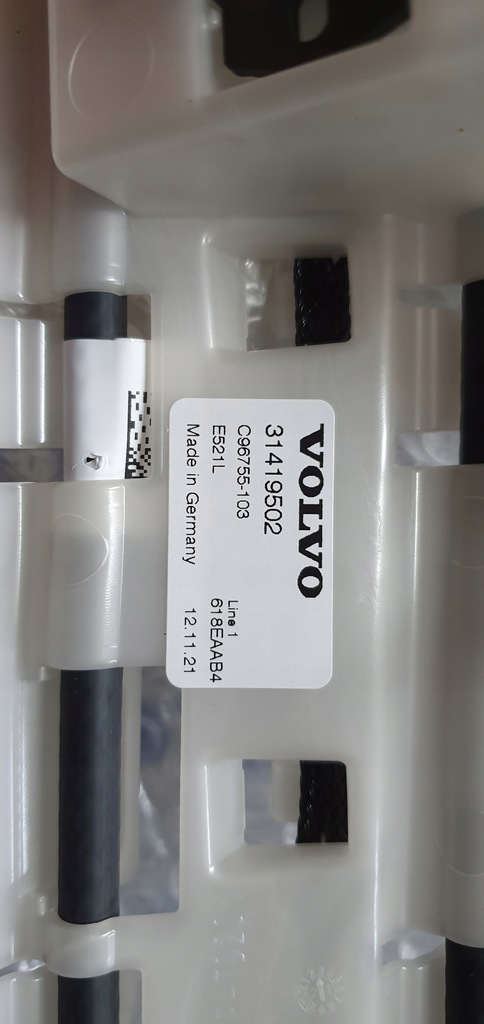 VOLVO
31419502
C96755-103
E521L
Made in Germany
Line 1
618EAAB4
12.11.21